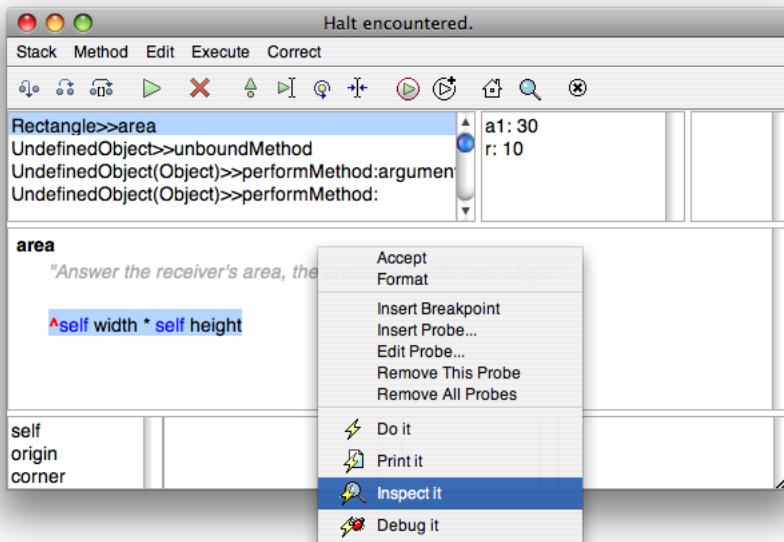 Halt encountered.
Stack Method Edit Execute Correct
Rectangle>>area
UndefinedObject>>unboundMethod
UndefinedObject(Object)>>performMethod:argumen
UndefinedObject(Object)>>performMethod:
a1: 30
r: 10
area
"Answer the receiver's area, the
^self width * self height
self
origin
corner
Accept
Format
Insert Breakpoint
Insert Probe...
Edit Probe...
Remove This Probe
Remove All Probes
Do it
Print it
Inspect it
Debug it